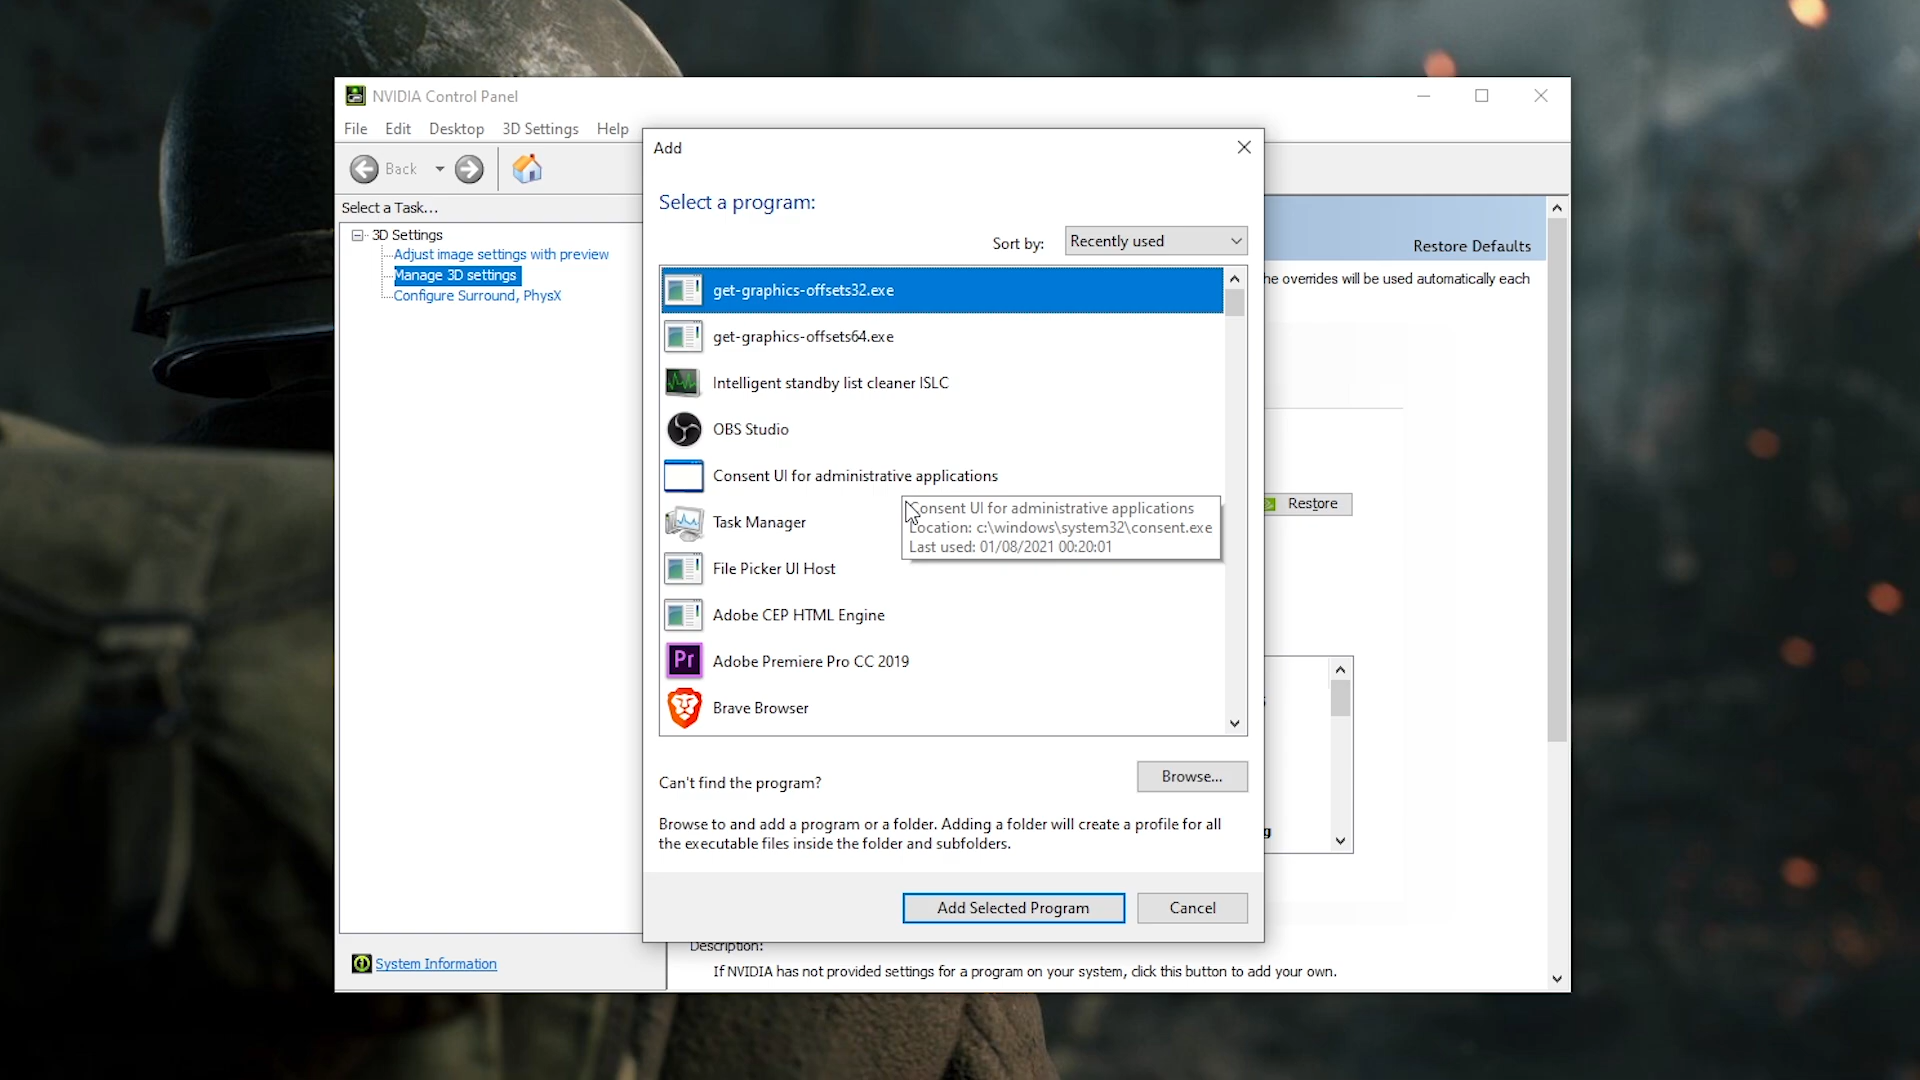 NVIDIA Control Panel
File Edit Desktop 3D Settings Help
Back
Select a Task...
3D Settings
Adjust image settings with preview
Manage 3D settings
Configure Surround, PhysX
System Information
Add
Select a program:
Sort by: Recently used
get-graphics-offsets32.exe
get-graphics-offsets64.exe
Intelligent standby list cleaner ISLC
OBS Studio
Consent UI for administrative applications
Consent UI for administrative applications
Location: c:\windows\system32\consent.exe
Last used: 01/08/2021 00:20:01
Task Manager
File Picker UI Host
Adobe CEP HTML Engine
Pr
Adobe Premiere Pro CC 2019
Brave Browser
Can't find the program?
Browse...
Browse to and add a program or a folder. Adding a folder will create a profile for all
the executable files inside the folder and subfolders.
Add Selected Program
Cancel
Restore Defaults
he overrides will be used automatically each
Restore
g
Description:
If NVIDIA has not provided settings for a program on your system, click this button to add your own.